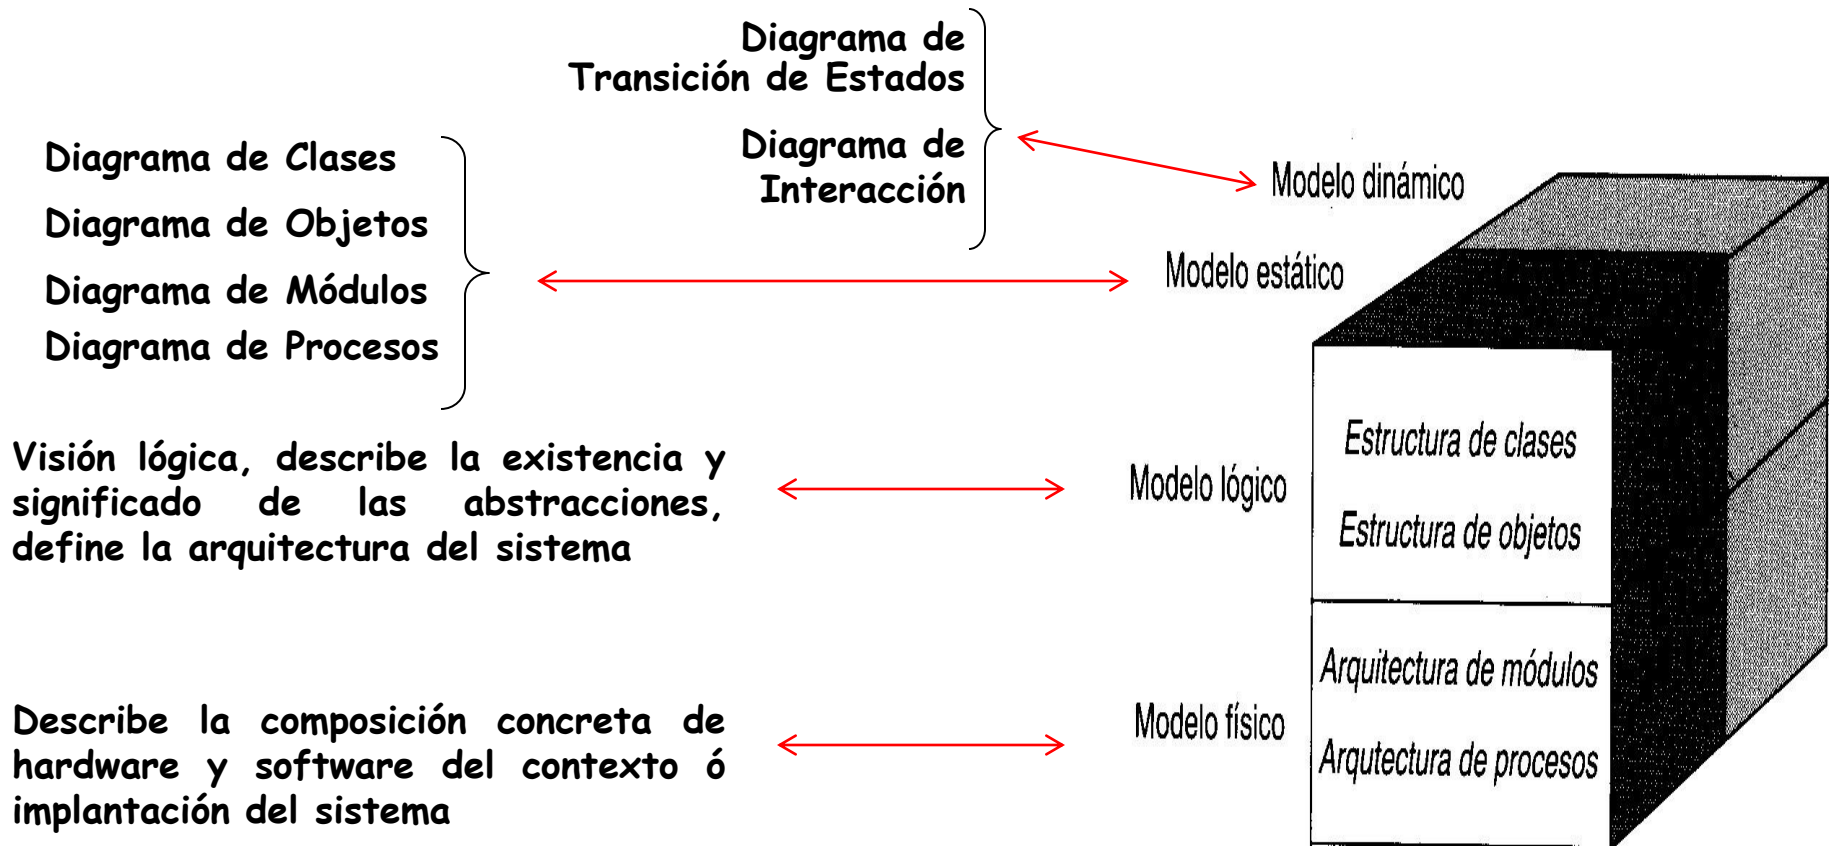 Diagrama de
Transición de Estados
Diagrama de
Interacción
Diagrama de Clases
Diagrama de Objetos
Diagrama de Módulos
Diagrama de Procesos
Modelo dinámico
Modelo estático
Visión lógica, describe la existencia y
significado de las abstracciones,
define la arquitectura del sistema
Modelo lógico
Estructura de clases
Estructura de objetos
Describe la composición concreta de
hardware y software del contexto ó
implantación del sistema
Modelo físico
Arquitectura de módulos
Arqutectura de procesos